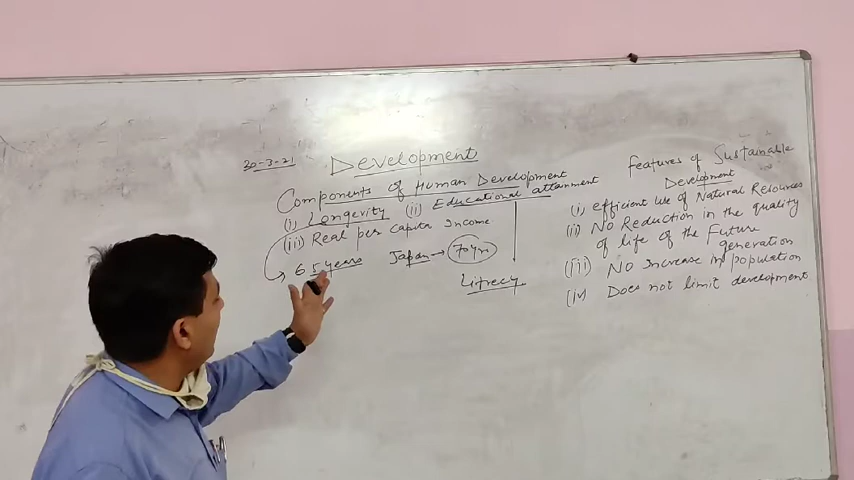 30-3-21
Development
Components of Human Development
(i) Longevity (ii) Educational attainment
(iii) Real per Capita Income
65 years Japan → 70 yrs
Litrecy
Features of Sustainable
Development
(i) efficient Use of Natural Resources
(ii) No Reduction in the quality
of life of the Future
generation
(iii) No Increase in population
(iv) Does not limit development